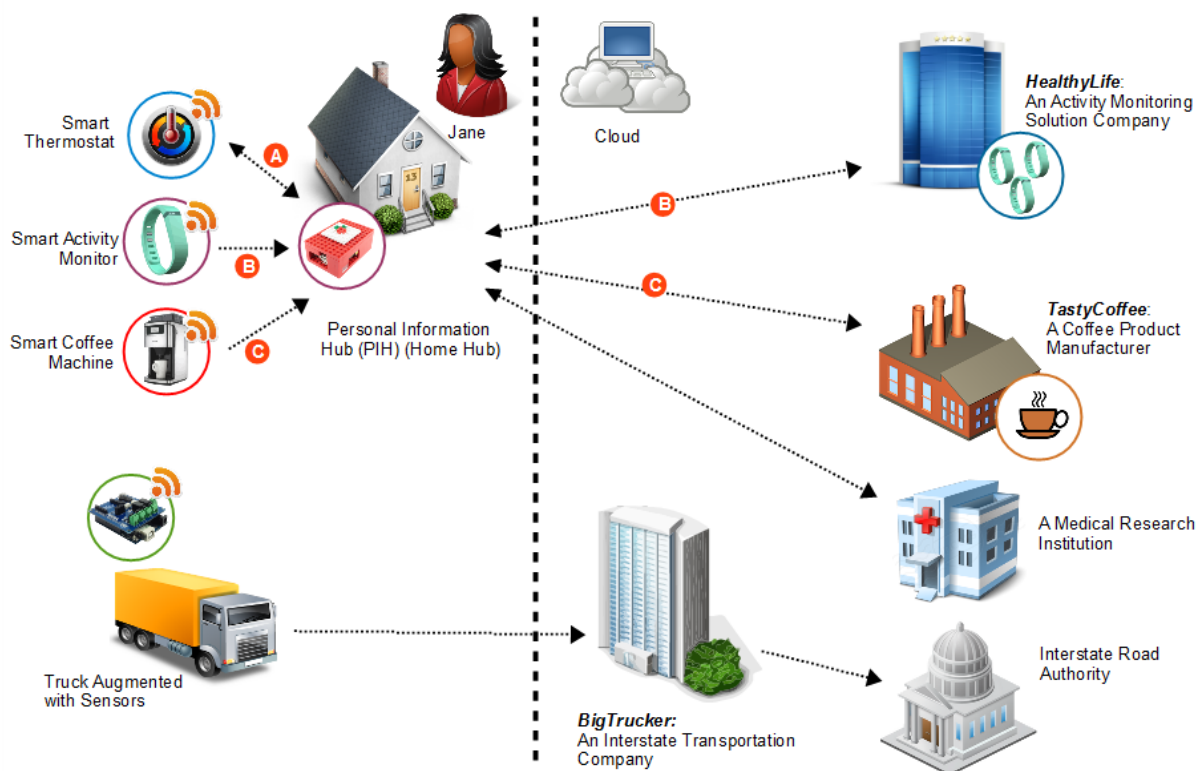 Jane
Cloud
HealthyLife:
An Activity Monitoring
Solution Company
Smart
Thermostat
A
13
B
Smart Activity
Monitor
B
C
TastyCoffee:
A Coffee Product
Manufacturer
Smart Coffee
Machine
C
Personal Information
Hub (PIH) (Home Hub)
A Medical Research
Institution
Truck Augmented
with Sensors
Interstate Road
Authority
BigTrucker:
An Interstate Transportation
Company